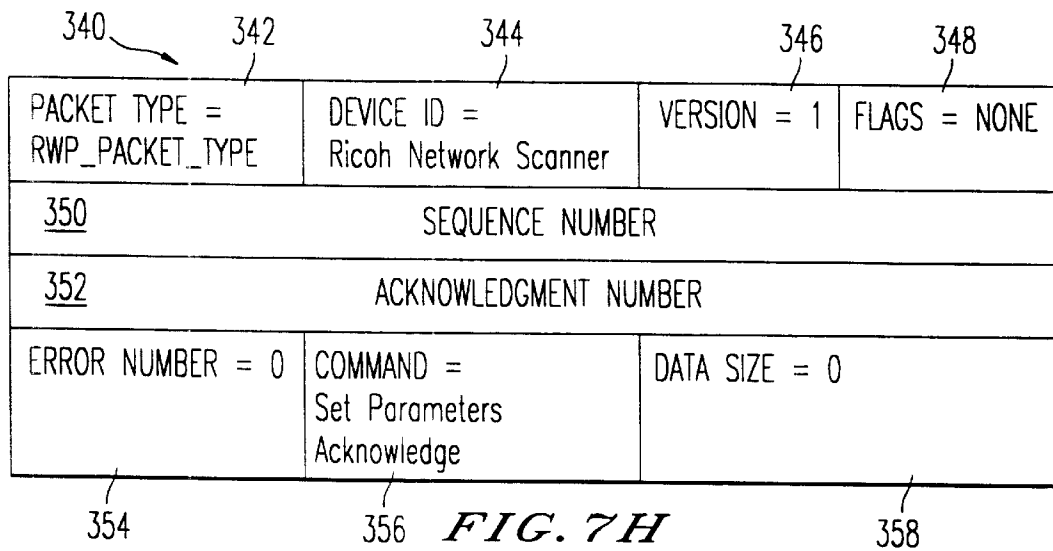 340 342 344 346 348
PACKET TYPE = DEVICE ID = VERSION = 1 FLAGS = NONE
RWP_PACKET_TYPE Ricoh Network Scanner
350 SEQUENCE NUMBER
352 ACKNOWLEDGMENT NUMBER
ERROR NUMBER = 0 COMMAND = DATA SIZE = 0
Set Parameters
Acknowledge
354 356 FIG. 7H 358